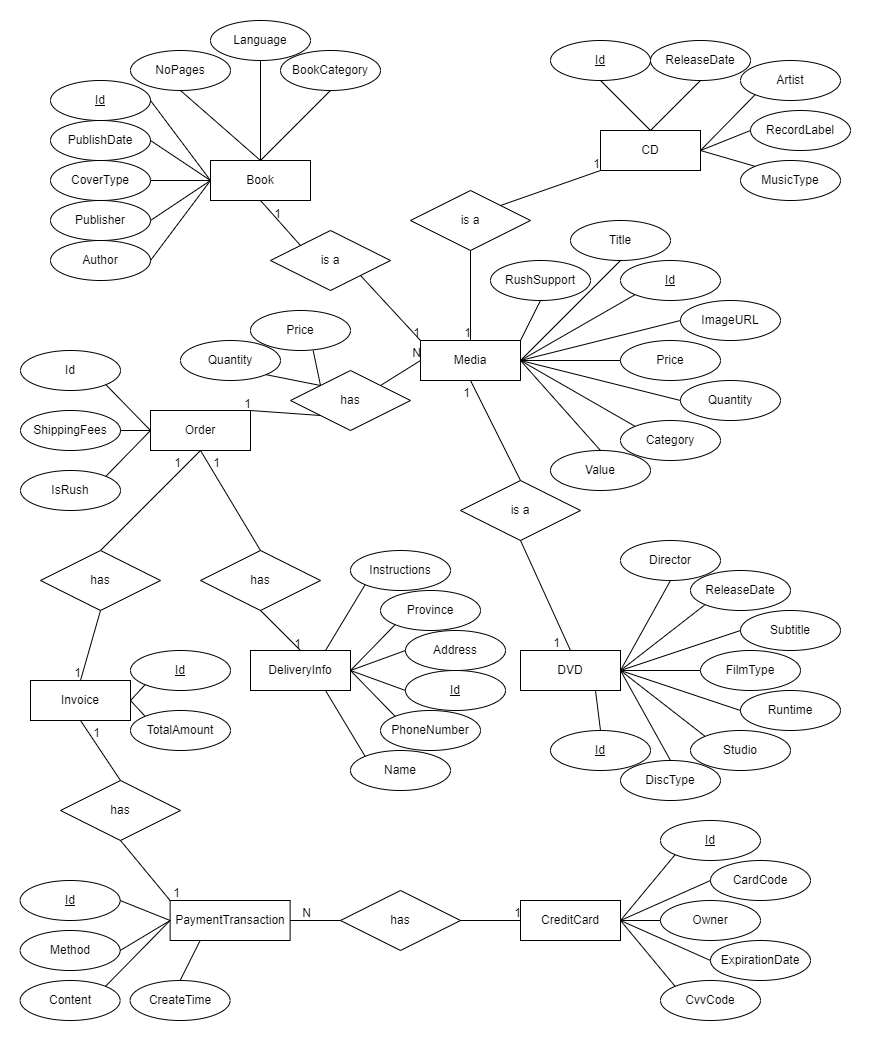 Language
NoPages
BookCategory
Id
PublishDate
CoverType
Publisher
Author
Book
1
is a
1
Id
ReleaseDate
Artist
RecordLabel
MusicType
CD
1
is a
1
Title
RushSupport
Id
ImageURL
Price
Quantity
Category
Value
Media
N
1
Price
Quantity
has
1
Id
ShippingFees
IsRush
Order
1
1
has
has
1
1
is a
1
Instructions
Province
Address
Id
PhoneNumber
Name
DeliveryInfo
Director
ReleaseDate
Subtitle
FilmType
Runtime
Studio
DiscType
Id
DVD
Invoice
Id
TotalAmount
1
has
1
Id
Method
Content
CreateTime
PaymentTransaction
N
has
1
CreditCard
Id
CardCode
Owner
ExpirationDate
CvvCode